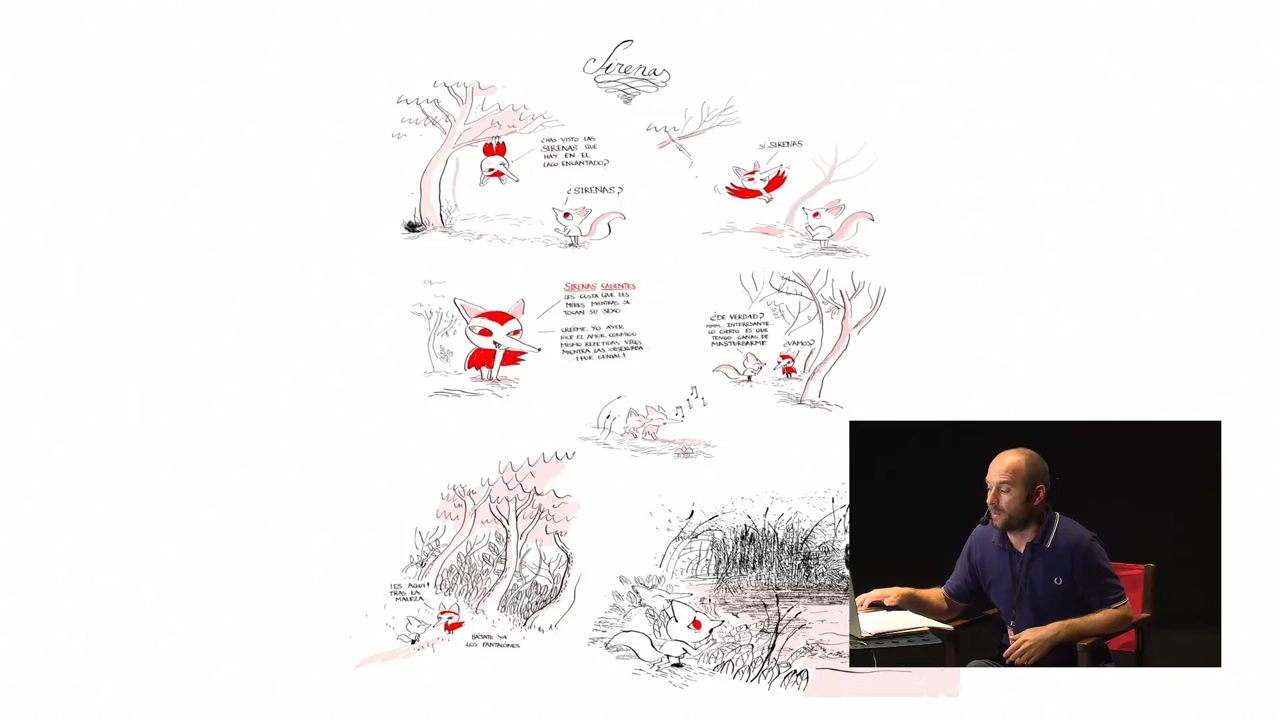 Sirenas
¿HAS VISTO LAS
SIRENAS QUE
HAY EN EL
LAGO ENCANTADO?
¿SIRENAS?
SÍ, SIRENAS
SIRENAS CALIENTES
LES GUSTA QUE LES
MIRES MIENTRAS SE
TOCAN SU SEXO
CRÉEME. YO AYER
HICE EL AMOR CONMIGO
MISMO REPETIDAS VECES
MIENTRA LAS OBSERVABA...
¡FUE GENIAL!
¿DE VERDAD?
MMM... INTERESANTE...
LO CIERTO ES QUE
TENGO GANAS DE
MASTURBARME
¿VAMOS?
¡ES AQUÍ!
TRAS LA
MALEZA
BÁJATE YA
LOS PANTALONES